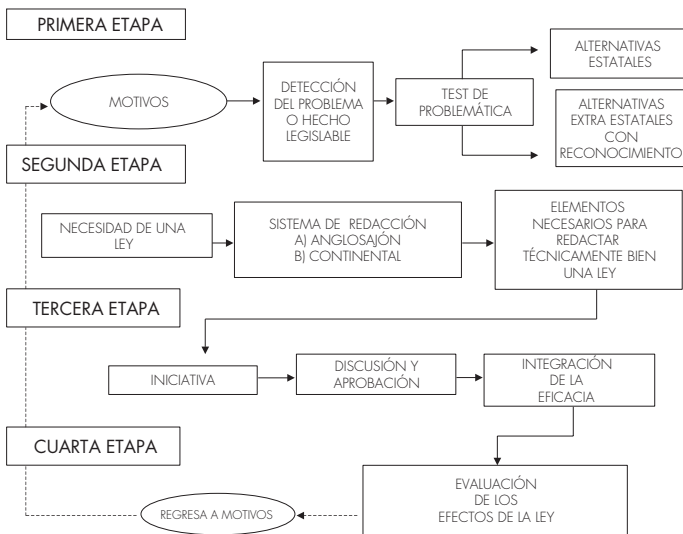 PRIMERA ETAPA
MOTIVOS
DETECCIÓN
DEL PROBLEMA
O HECHO
LEGISLABLE
TEST DE
PROBLEMÁTICA
ALTERNATIVAS
ESTATALES
ALTERNATIVAS
EXTRA ESTATALES
CON
RECONOCIMIENTO
SEGUNDA ETAPA
NECESIDAD DE UNA
LEY
SISTEMA DE REDACCIÓN
A) ANGLOSAJÓN
B) CONTINENTAL
ELEMENTOS
NECESARIOS PARA
REDACTAR
TÉCNICAMENTE BIEN
UNA LEY
TERCERA ETAPA
INICIATIVA
DISCUSIÓN Y
APROBACIÓN
INTEGRACIÓN
DE LA
EFICACIA
CUARTA ETAPA
EVALUACIÓN
DE LOS
EFECTOS DE LA LEY
REGRESA A MOTIVOS